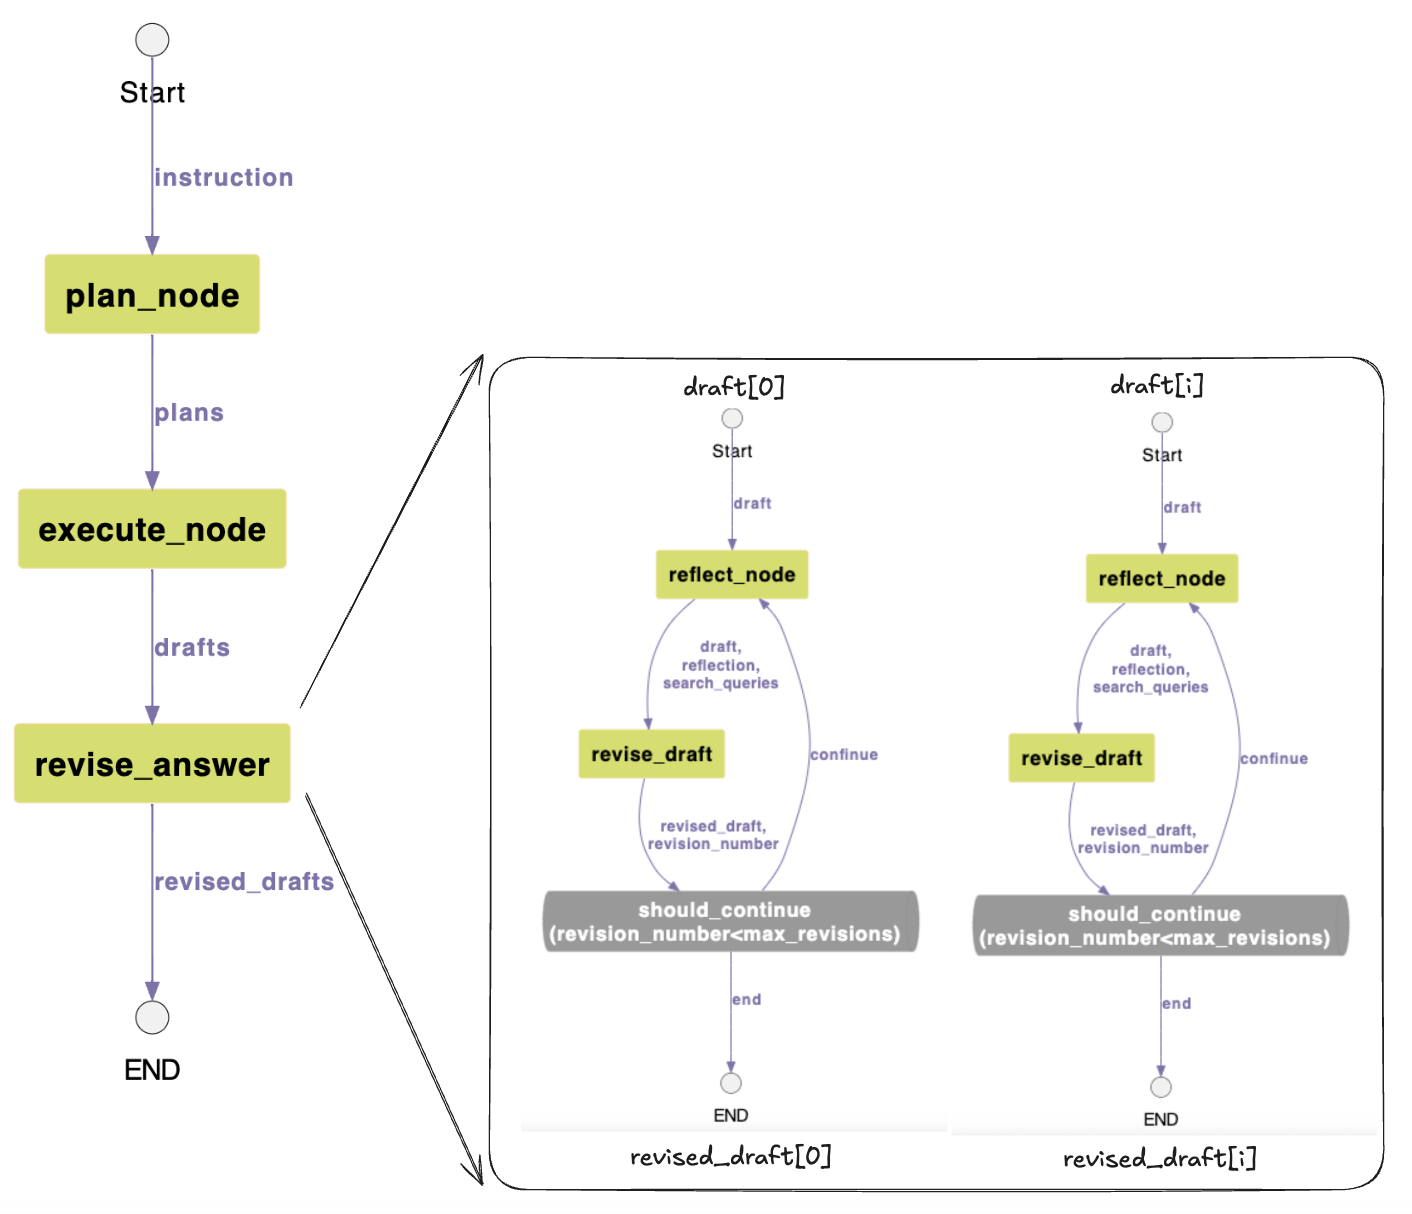 Start
instruction
plan_node
plans
execute_node
drafts
revise_answer
revised_drafts
END
draft[0]
Start
draft
reflect_node
draft,
reflection,
search_queries
revise_draft
continue
revised_draft,
revision_number
should_continue
(revision_number<max_revisions)
end
END
revised_draft[0]
draft[i]
Start
draft
reflect_node
draft,
reflection,
search_queries
revise_draft
continue
revised_draft,
revision_number
should_continue
(revision_number<max_revisions)
end
END
revised_draft[i]